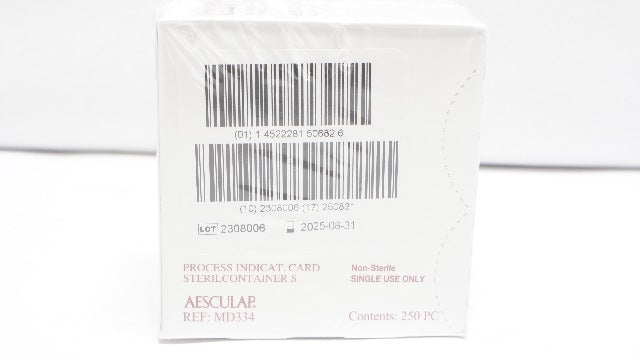 (01) 1 4522281 50682 6
(10) 2308006 (17) 250831
LOT 2308006 2025-08-31
PROCESS INDICAT. CARD
STERILCONTAINER S
Non-Sterile
SINGLE USE ONLY
AESCULAP®
REF: MD334
Contents: 250 PC